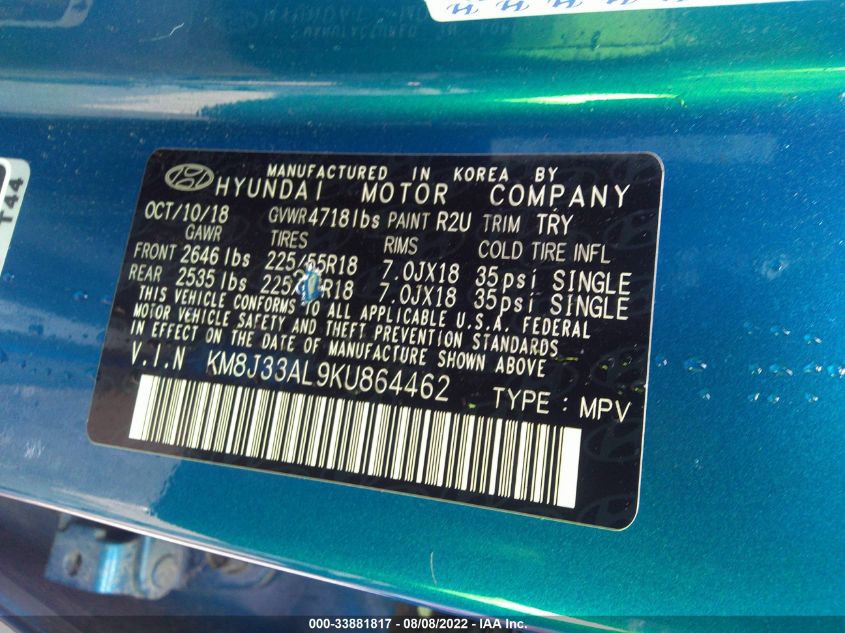 MANUFACTURED IN KOREA BY
HYUNDAI MOTOR COMPANY
OCT/10/18 GVWR 4718lbs PAINT R2U TRIM TRY
GAWR TIRES RIMS COLD TIRE INFL
FRONT 2646 lbs 225/55R18 7.0JX18 35psi SINGLE
REAR 2535 lbs R18 7.0JX18 35psi SINGLE
THIS VEHICLE CONFORMS TO ALL APPLICABLE U.S.A. FEDERAL
MOTOR VEHICLE SAFETY AND THEFT PREVENTION STANDARDS
IN EFFECT ON THE DATE OF MANUFACTURE SHOWN ABOVE
V.I.N KM8J33AL9KU864462
TYPE : MPV
T44
000-33881817 - 08/08/2022 - IAA Inc.